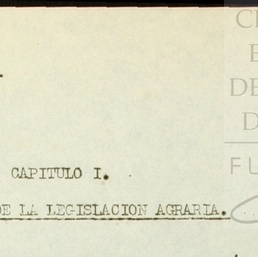 CAPITULO I.
DE LA LEGISLACION AGRARIA.